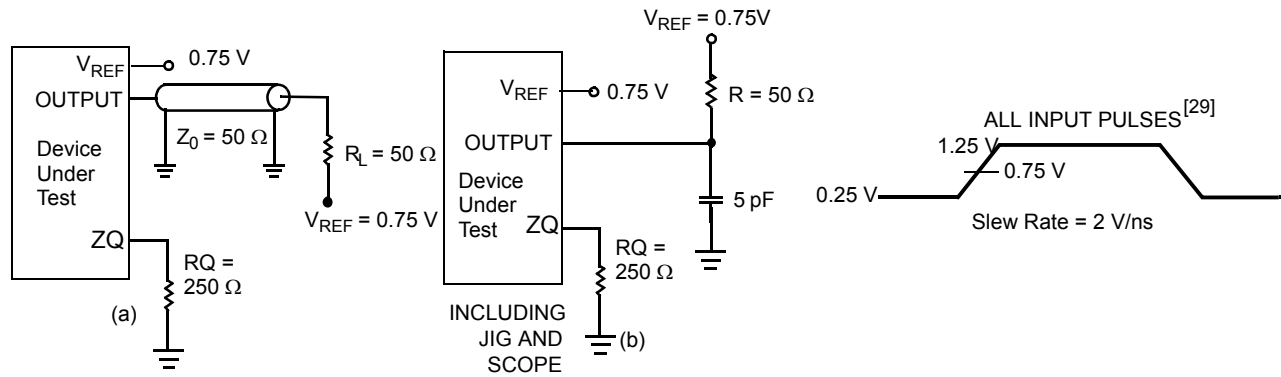 V_REF
0.75 V
OUTPUT
Z₀ = 50 Ω
Device
Under
Test
R_L = 50 Ω
V_REF = 0.75 V
ZQ
RQ =
250 Ω
(a)
V_REF = 0.75V
V_REF
0.75 V
R = 50 Ω
OUTPUT
Device
Under
Test
5 pF
ZQ
RQ =
250 Ω
INCLUDING
JIG AND
SCOPE
(b)
ALL INPUT PULSES[29]
1.25 V
0.75 V
0.25 V
Slew Rate = 2 V/ns